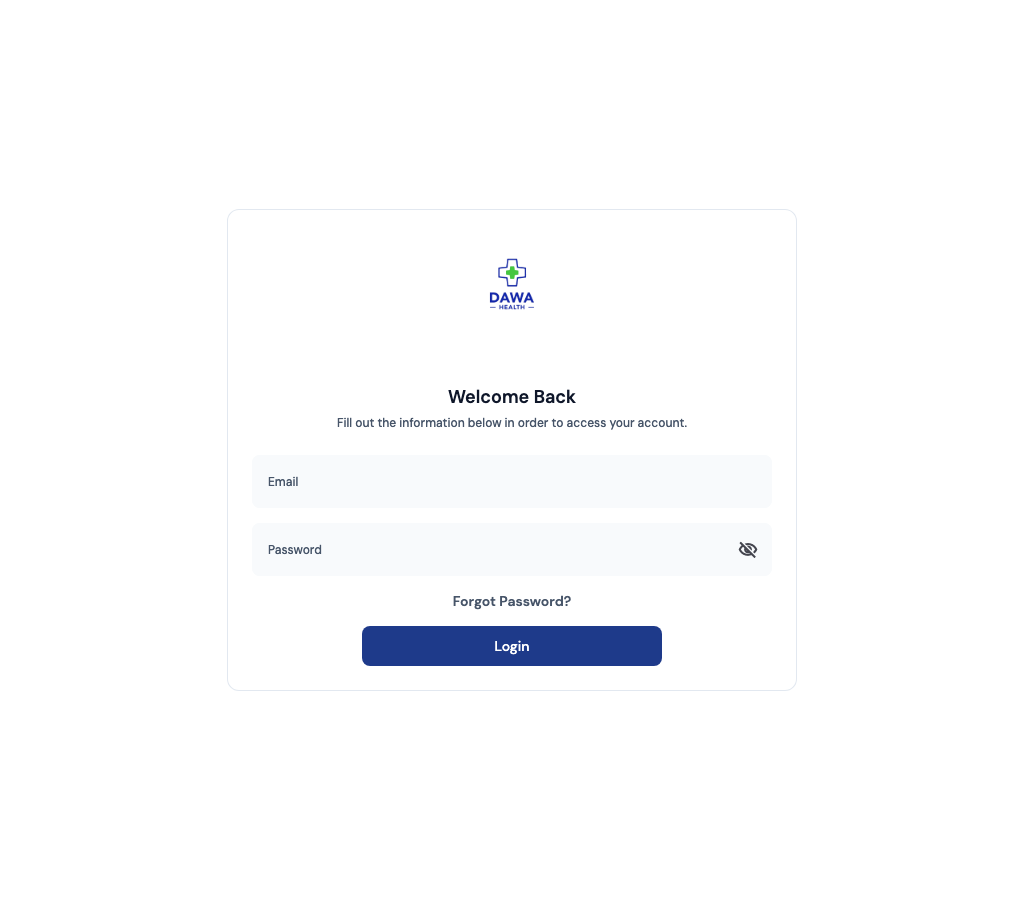 DAWA
HEALTH
Welcome Back
Fill out the information below in order to access your account.
Email
Password
Forgot Password?
Login